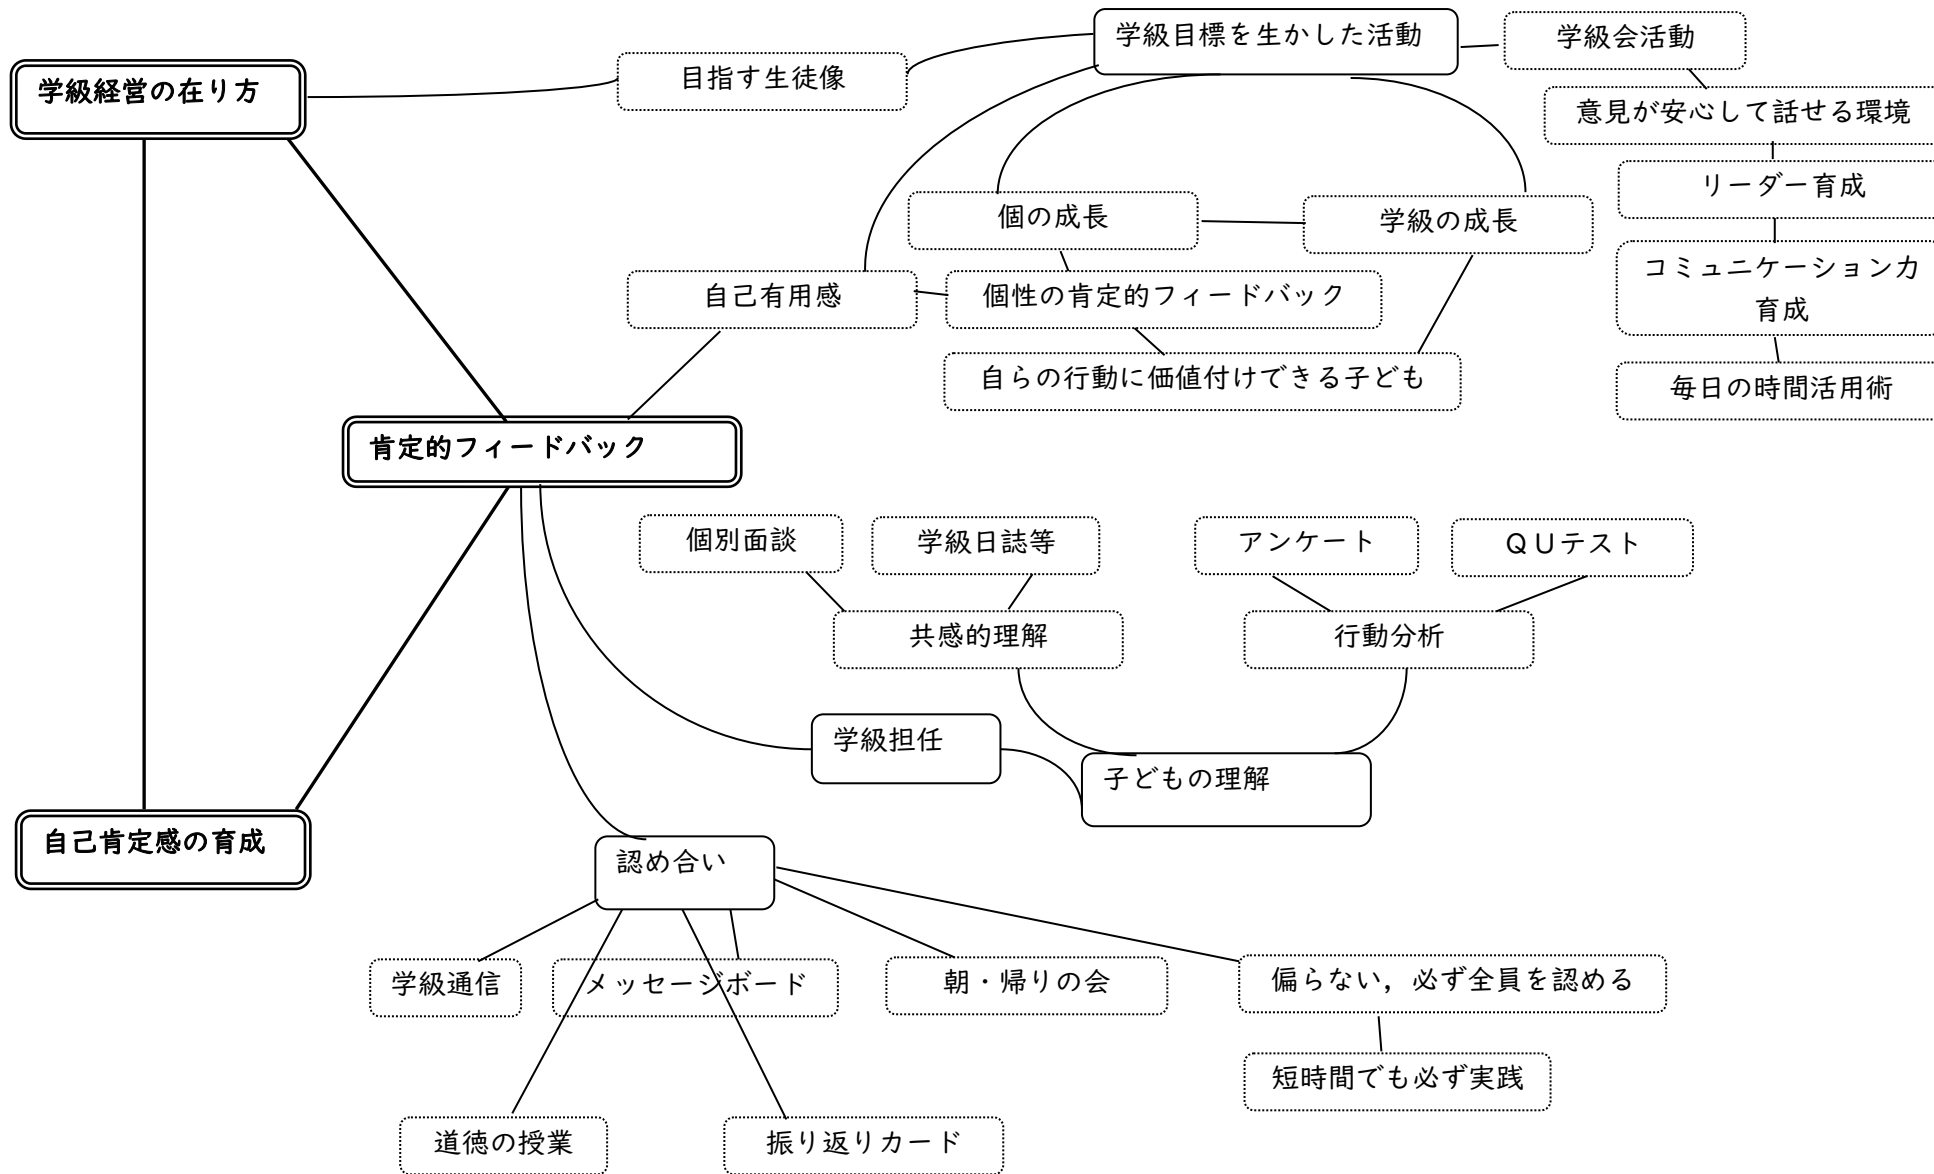 学級目標を生かした活動
学級会活動
学級経営の在り方
目指す生徒像
意見が安心して話せる環境
リーダー育成
個の成長
学級の成長
コミュニケーション力
育成
自己有用感
個性の肯定的フィードバック
自らの行動に価値付けできる子ども
毎日の時間活用術
肯定的フィードバック
個別面談
学級日誌等
アンケート
ＱＵテスト
共感的理解
行動分析
学級担任
子どもの理解
自己肯定感の育成
認め合い
学級通信
メッセージボード
朝・帰りの会
偏らない，必ず全員を認める
短時間でも必ず実践
道徳の授業
振り返りカード